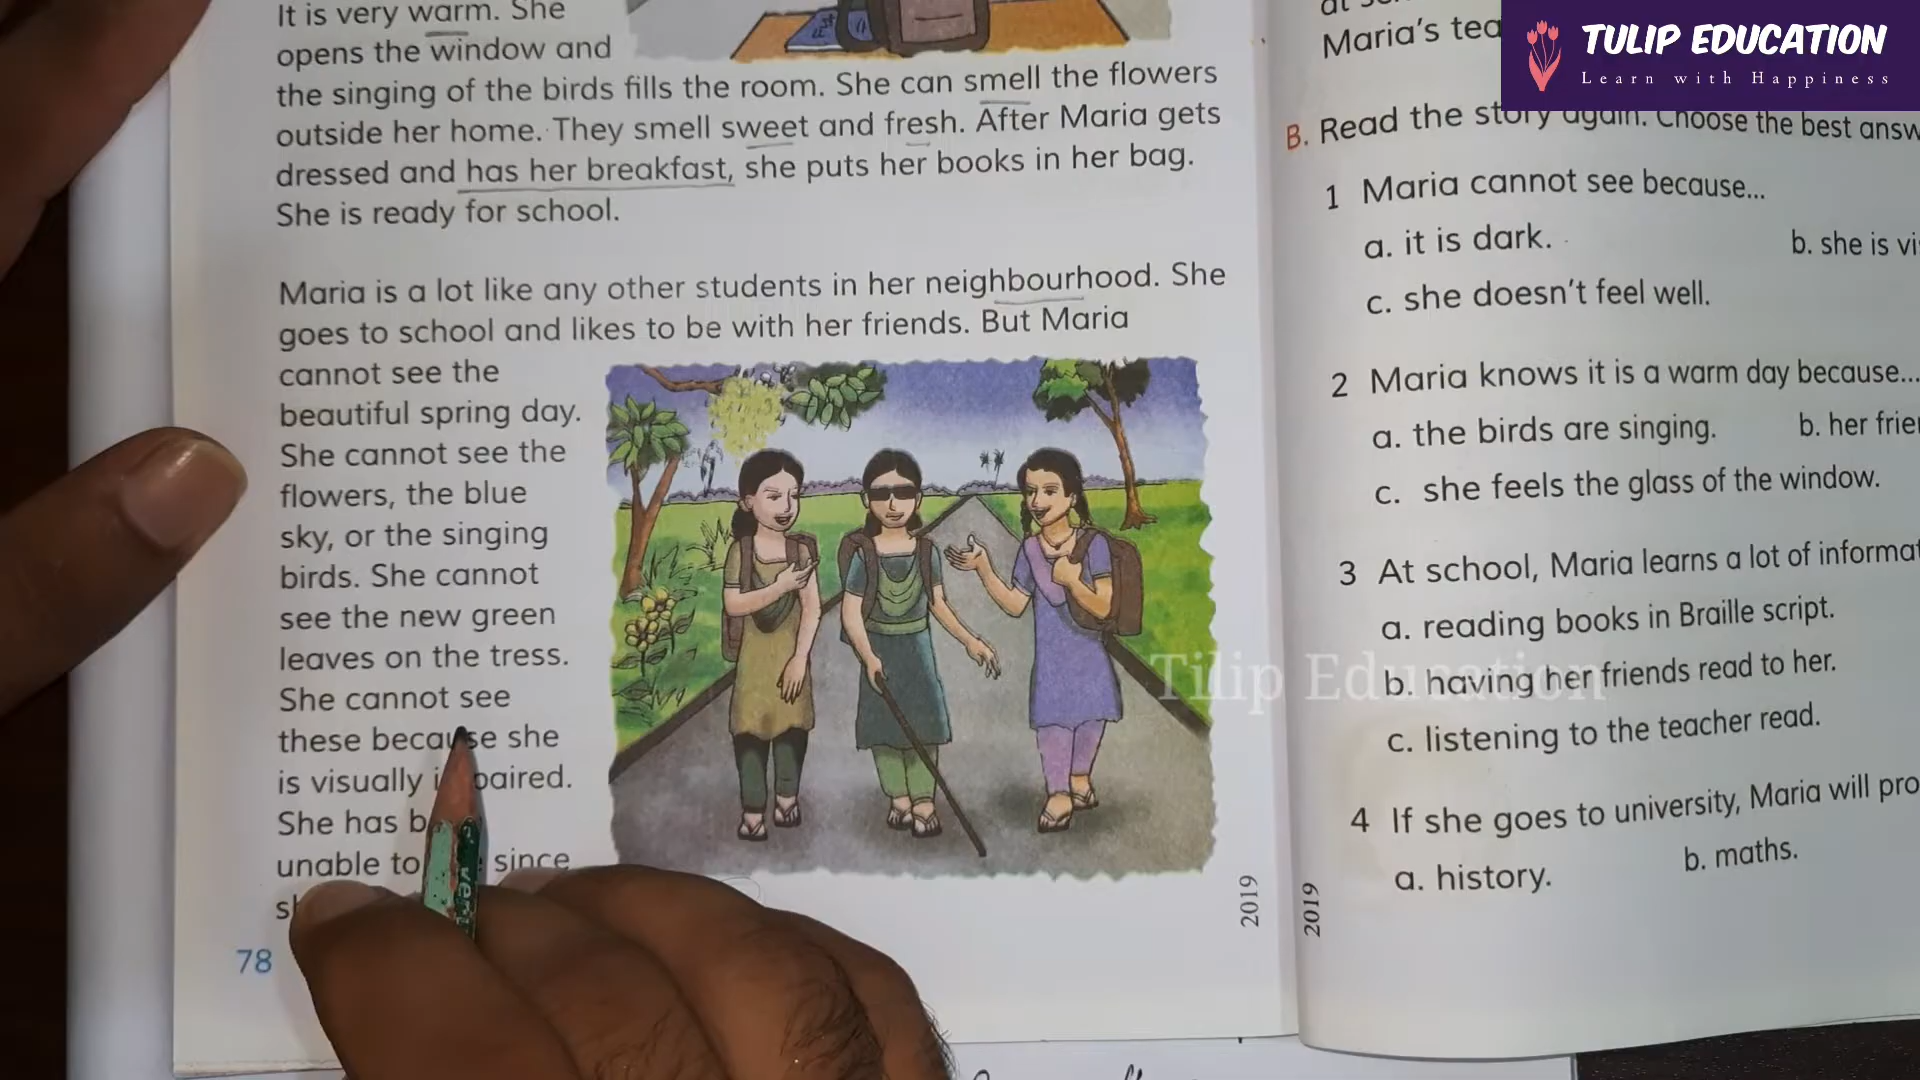 It is very warm. She
opens the window and
the singing of the birds fills the room. She can smell the flowers
outside her home. They smell sweet and fresh. After Maria gets
dressed and has her breakfast, she puts her books in her bag.
She is ready for school.
Maria is a lot like any other students in her neighbourhood. She
goes to school and likes to be with her friends. But Maria
cannot see the
beautiful spring day.
She cannot see the
flowers, the blue
sky, or the singing
birds. She cannot
see the new green
leaves on the tress.
She cannot see
these because she
is visually paired.
She has
unable to since
78
2019
Maria's
TULIP EDUCATION
Learn with Happiness
B. Read the story again. Choose the best
1 Maria cannot see because...
a. it is dark.
b. she is
c. she doesn't feel well.
2 Maria knows it is a warm day because...
a. the birds are singing.
b. her
c. she feels the glass of the window.
3 At school, Maria learns a lot of
a. reading books in Braille script.
b. having her friends read to her.
c. listening to the teacher read.
4 If she goes to university, Maria will
a. history.
b. maths.
2019
Tilip Education